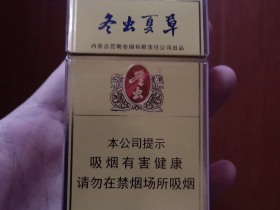 冬虫夏草
内蒙古昆明卷烟有限责任公司出品
冬虫
本公司提示
吸烟有害健康
请勿在禁烟场所吸烟